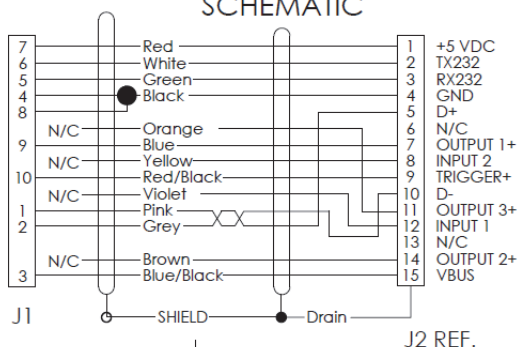 SCHEMATIC
7 Red 1 +5 VDC
6 White 2 TX232
5 Green 3 RX232
4 Black 4 GND
8 5 D+
N/C Orange 6 N/C
9 Blue 7 OUTPUT 1+
N/C Yellow 8 INPUT 2
10 Red/Black 9 TRIGGER+
N/C Violet 10 D-
1 Pink 11 OUTPUT 3+
2 Grey 12 INPUT 1
13 N/C
N/C Brown 14 OUTPUT 2+
3 Blue/Black 15 VBUS
J1 SHIELD Drain
J2 REF.